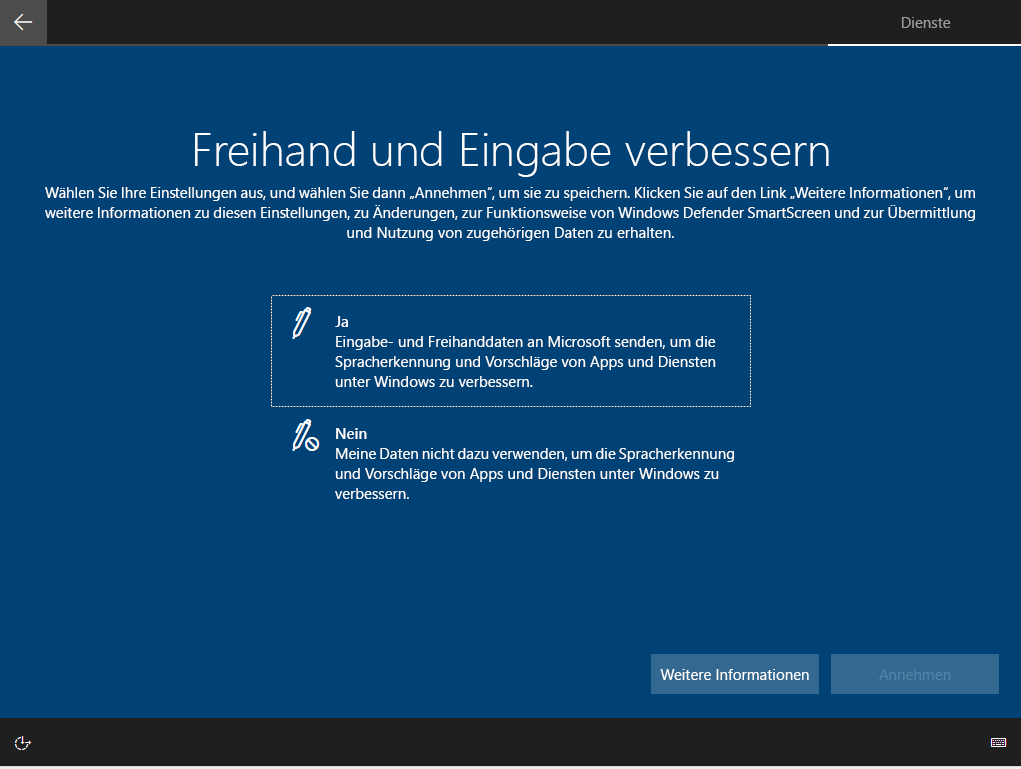 Dienste
Freihand und Eingabe verbessern
Wählen Sie Ihre Einstellungen aus, und wählen Sie dann „Annehmen“, um sie zu speichern. Klicken Sie auf den Link „Weitere Informationen“, um
weitere Informationen zu diesen Einstellungen, zu Änderungen, zur Funktionsweise von Windows Defender SmartScreen und zur Übermittlung
und Nutzung von zugehörigen Daten zu erhalten.
Ja
Eingabe- und Freihanddaten an Microsoft senden, um die
Spracherkennung und Vorschläge von Apps und Diensten
unter Windows zu verbessern.
Nein
Meine Daten nicht dazu verwenden, um die Spracherkennung
und Vorschläge von Apps und Diensten unter Windows zu
verbessern.
Weitere Informationen
Annehmen